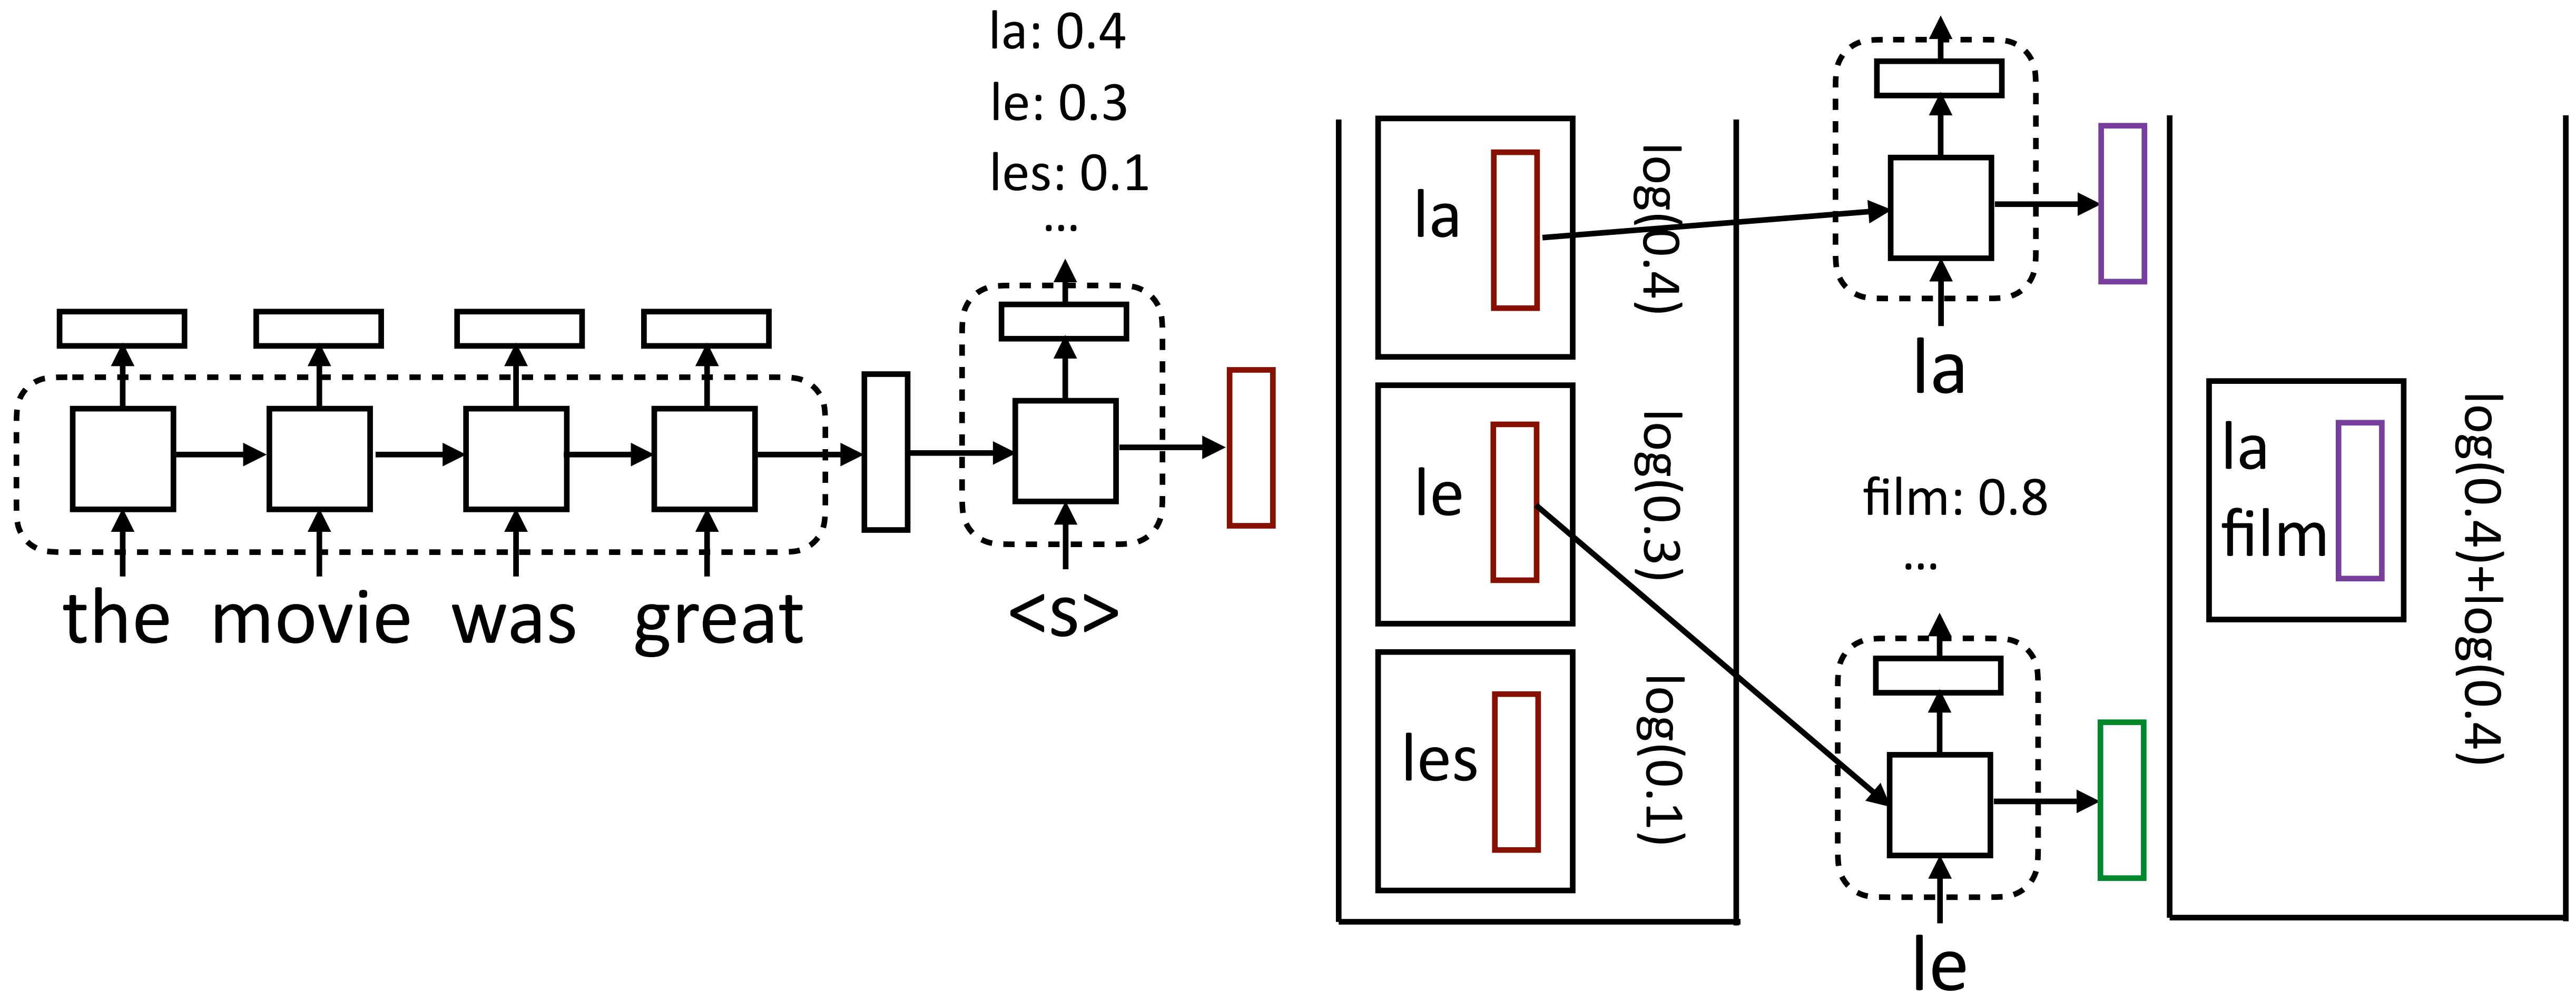 la: 0.4
le: 0.3
les: 0.1
...
the movie was great
<s>
la
log(0.4)
le
log(0.3)
les
log(0.1)
la
film: 0.8
...
le
la
film
log(0.4)+log(0.4)